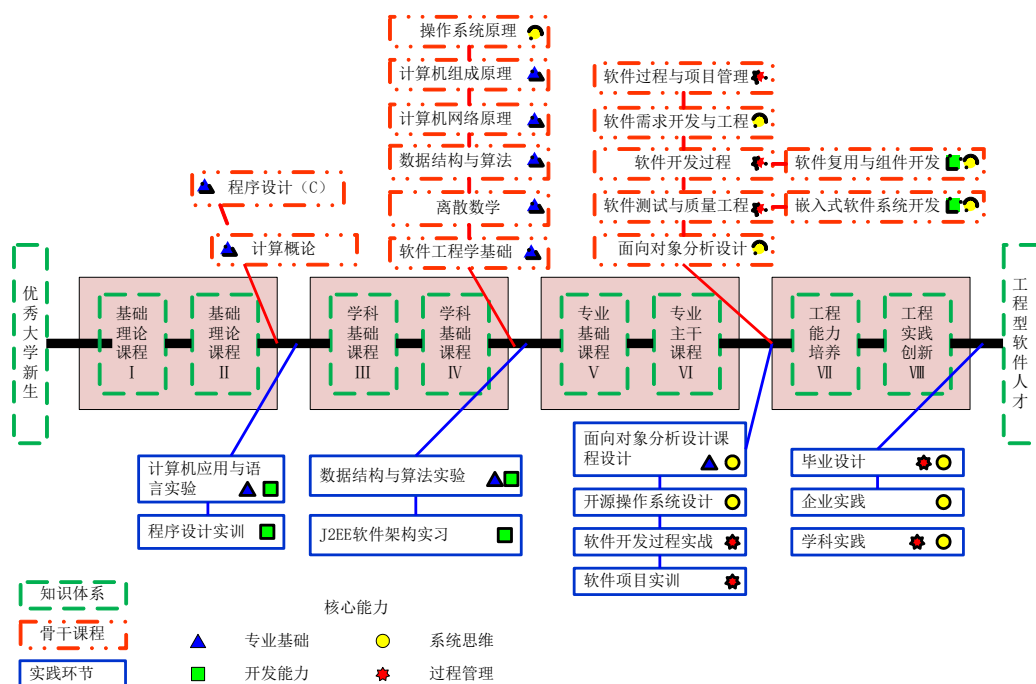 操作系统原理
计算机组成原理
计算机网络原理
数据结构与算法
离散数学
软件工程学基础
程序设计（C）
计算概论
软件过程与项目管理
软件需求开发与工程
软件开发过程
软件测试与质量工程
面向对象分析设计
软件复用与组件开发
嵌入式软件系统开发
优秀大学新生
基础
理论
课程
Ⅰ
基础
理论
课程
Ⅱ
学科
基础
课程
Ⅲ
学科
基础
课程
Ⅳ
专业
基础
课程
Ⅴ
专业
主干
课程
Ⅵ
工程
能力
培养
Ⅶ
工程
实践
创新
Ⅷ
工程型软件人才
计算机应用与语
言实验
程序设计实训
数据结构与算法实验
J2EE软件架构实习
面向对象分析设计课
程设计
开源操作系统设计
软件开发过程实战
软件项目实训
毕业设计
企业实践
学科实践
知识体系
骨干课程
实践环节
核心能力
专业基础
系统思维
开发能力
过程管理